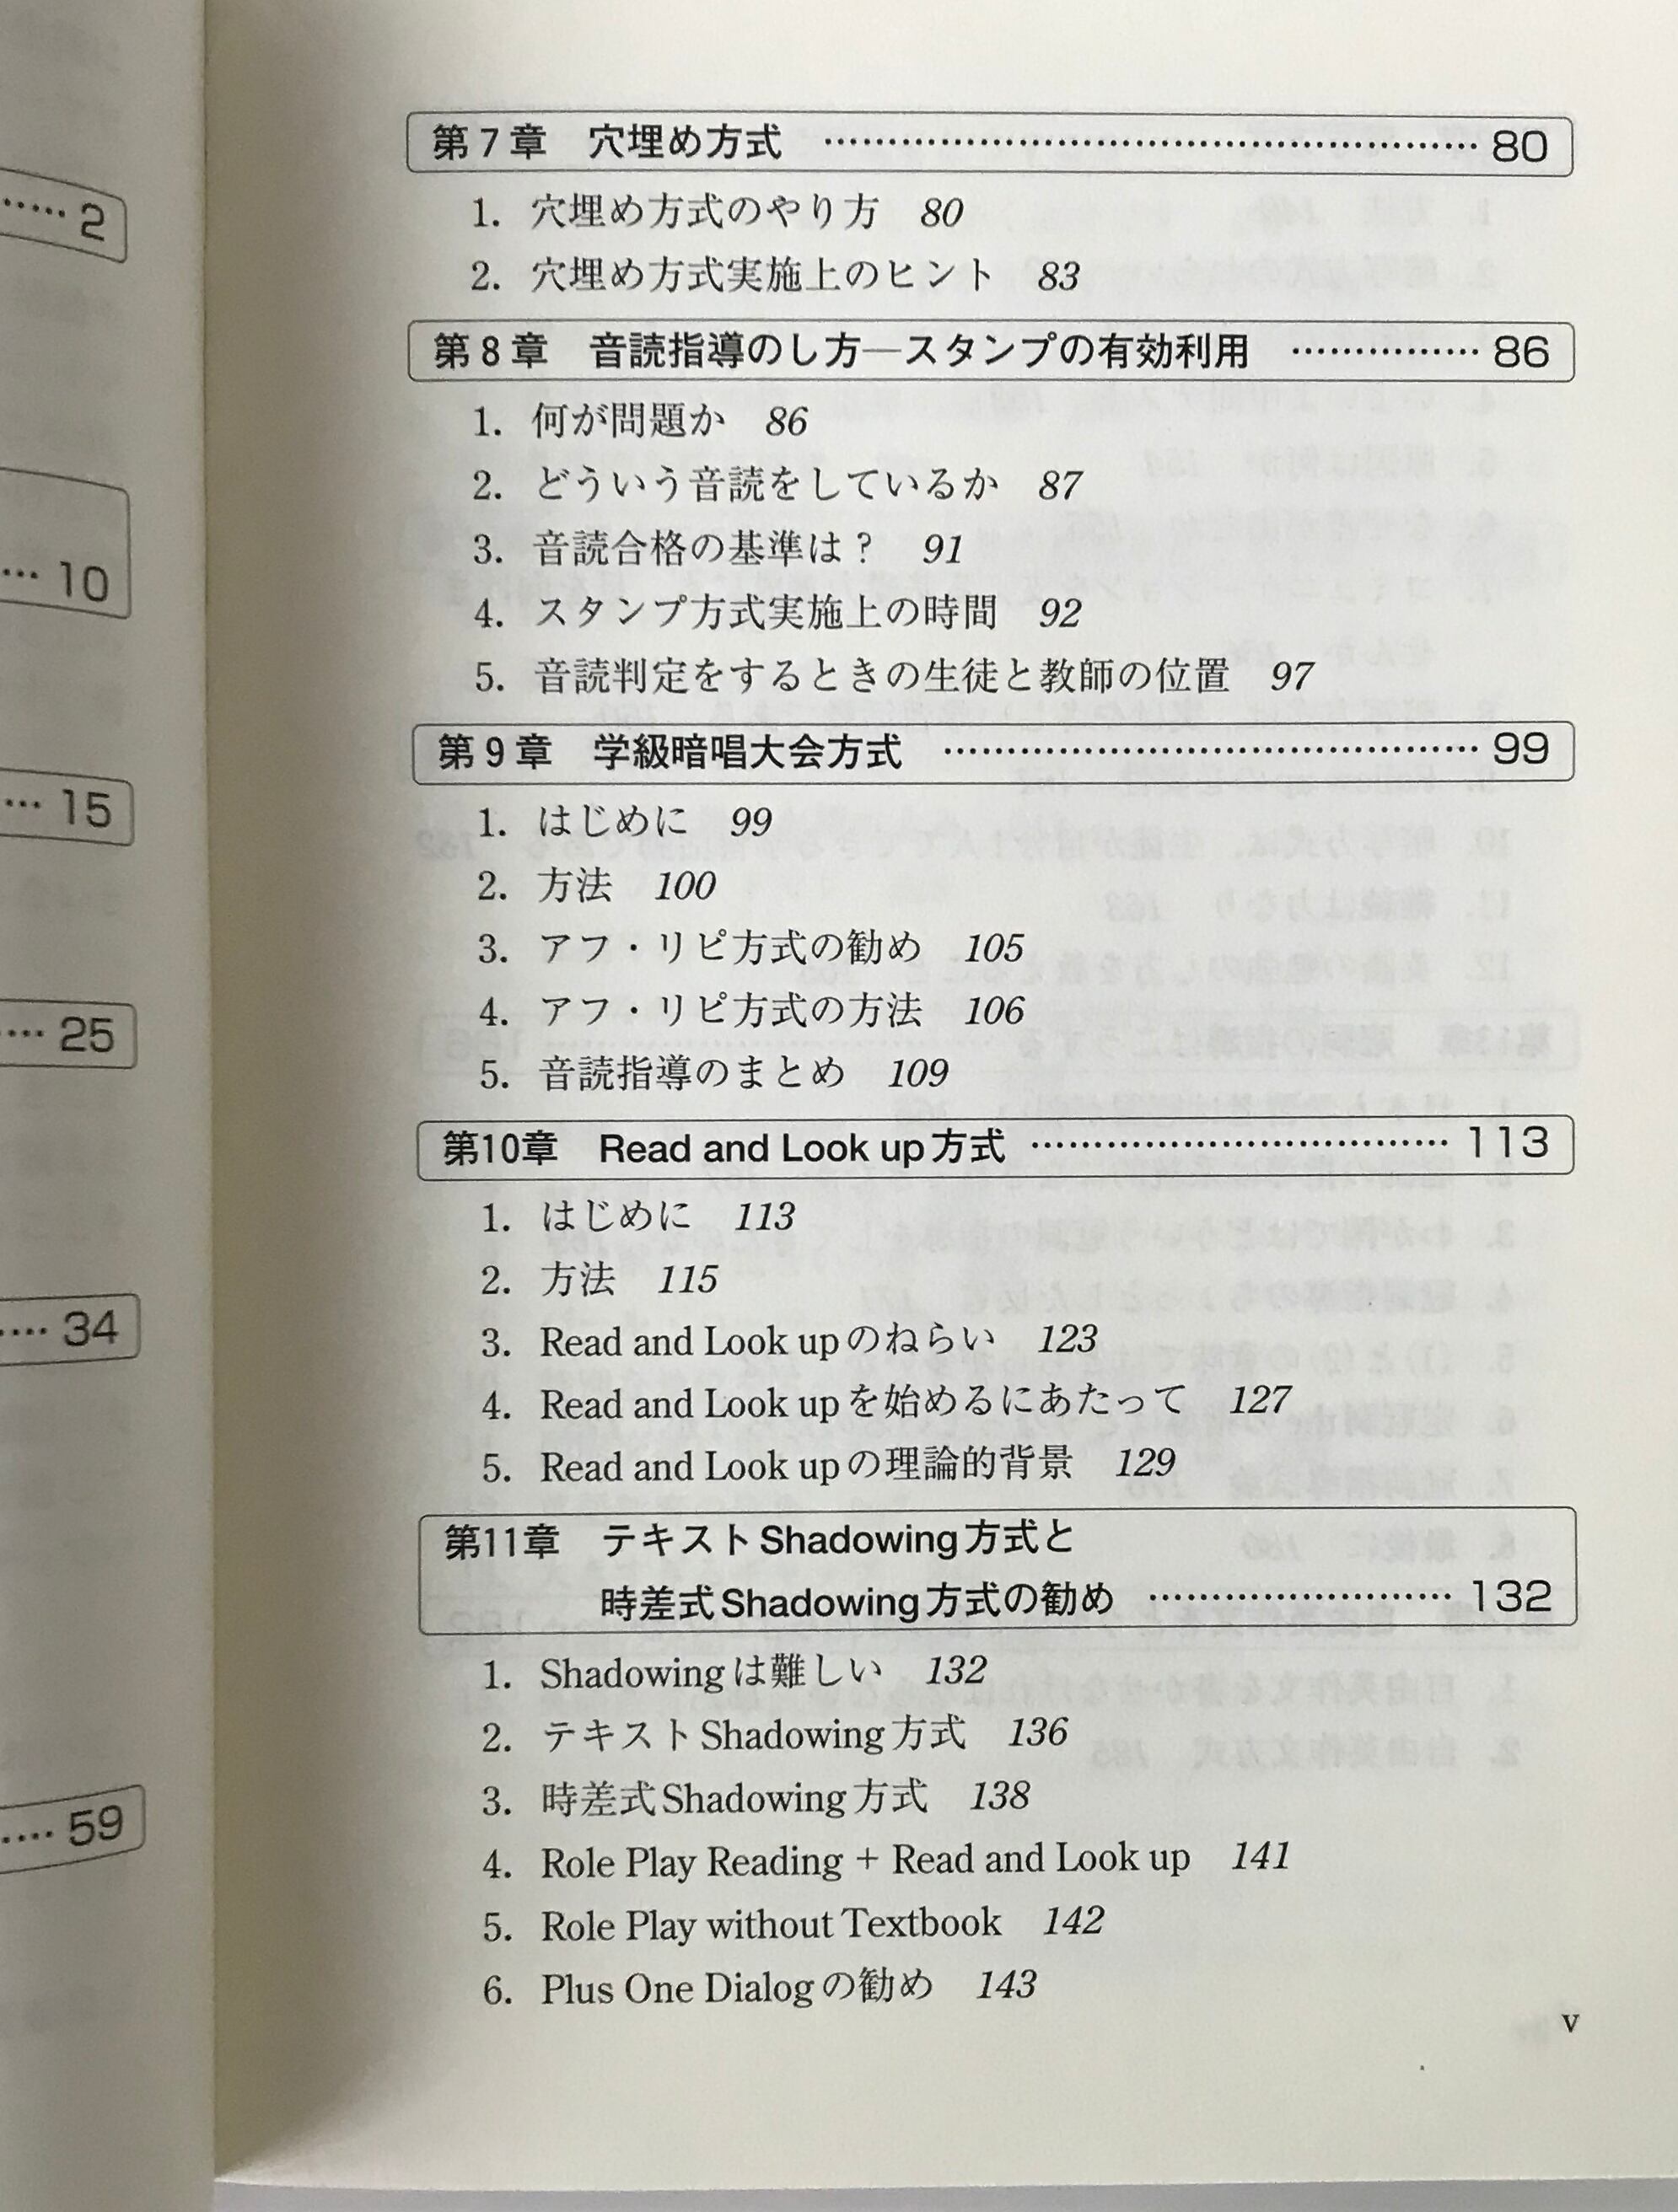 …… 2
… 10
… 15
…… 25
…… 34
…… 59
第7章　穴埋め方式 …………………………………………… 80
1. 穴埋め方式のやり方　80
2. 穴埋め方式実施上のヒント　83
第8章　音読指導のし方―スタンプの有効利用 …………… 86
1. 何が問題か　86
2. どういう音読をしているか　87
3. 音読合格の基準は？　91
4. スタンプ方式実施上の時間　92
5. 音読判定をするときの生徒と教師の位置　97
第9章　学級暗唱大会方式 …………………………………… 99
1. はじめに　99
2. 方法　100
3. アフ・リピ方式の勧め　105
4. アフ・リピ方式の方法　106
5. 音読指導のまとめ　109
第10章　Read and Look up方式 …………………………… 113
1. はじめに　113
2. 方法　115
3. Read and Look upのねらい　123
4. Read and Look upを始めるにあたって　127
5. Read and Look upの理論的背景　129
第11章　テキストShadowing方式と
時差式Shadowing方式の勧め …………………… 132
1. Shadowingは難しい　132
2. テキストShadowing方式　136
3. 時差式Shadowing方式　138
4. Role Play Reading + Read and Look up　141
5. Role Play without Textbook　142
6. Plus One Dialogの勧め　143
v